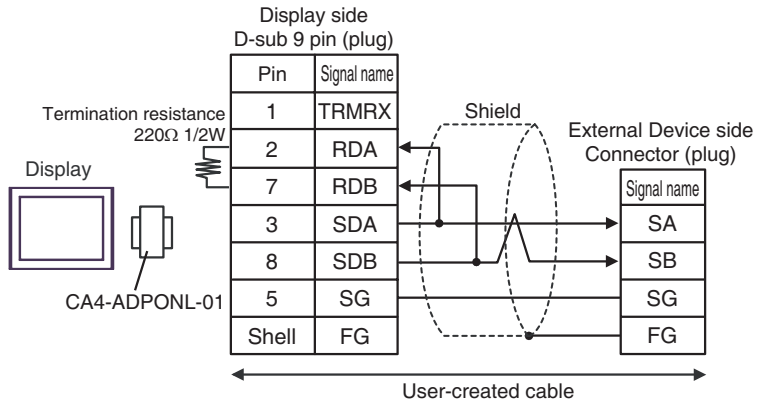 Display side
D-sub 9 pin (plug)
Pin Signal name
1 TRMRX
Termination resistance
220Ω 1/2W
2 RDA
7 RDB
3 SDA
8 SDB
5 SG
Shell FG
Display
CA4-ADPONL-01
Shield
External Device side
Connector (plug)
Signal name
SA
SB
SG
FG
User-created cable